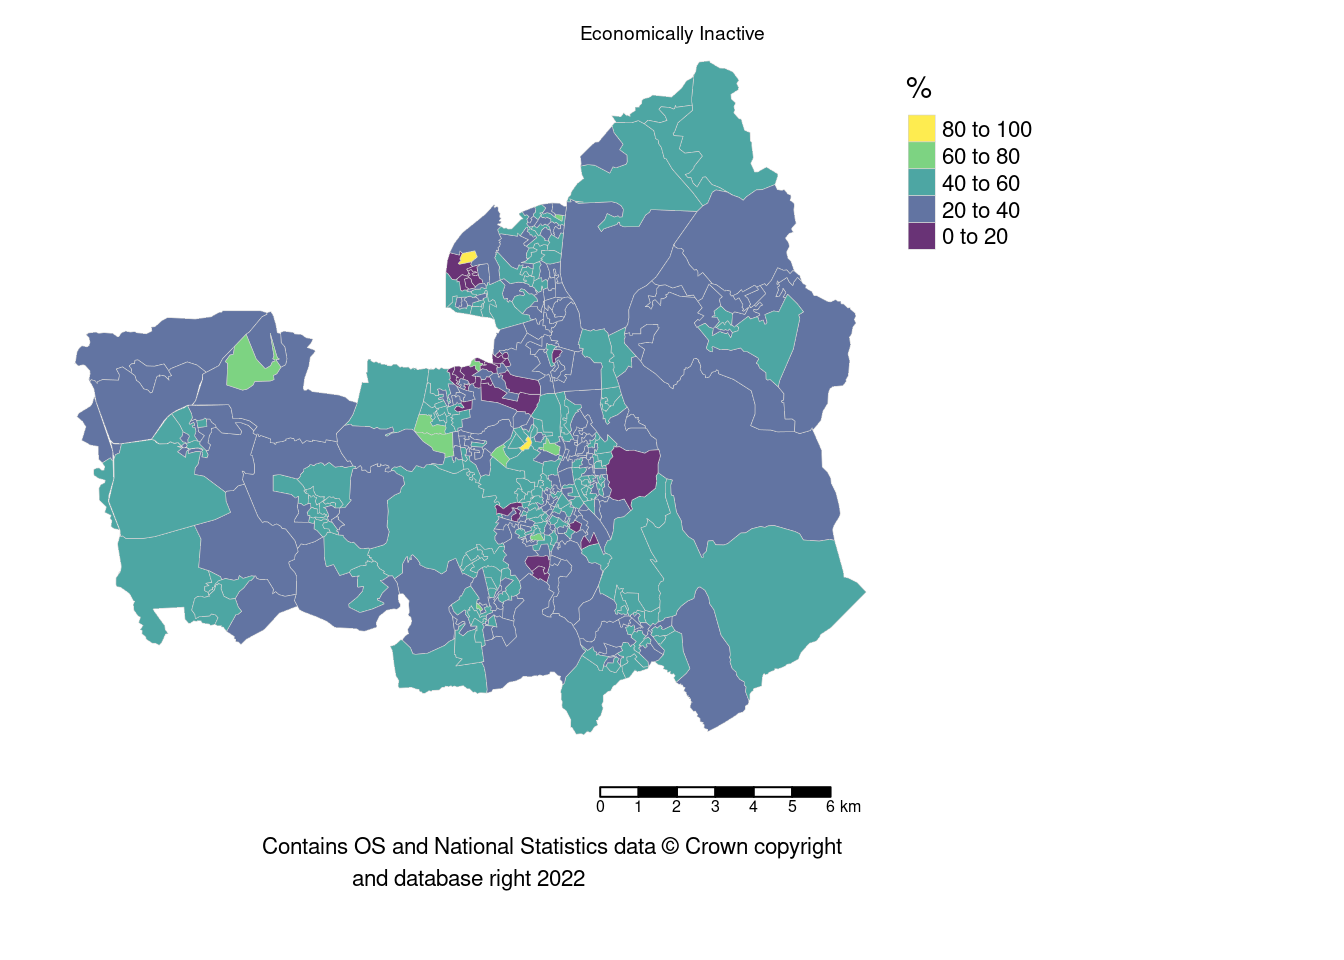 Economically Inactive
%
80 to 100
60 to 80
40 to 60
20 to 40
0 to 20
0 1 2 3 4 5 6 km
Contains OS and National Statistics data © Crown copyright
and database right 2022